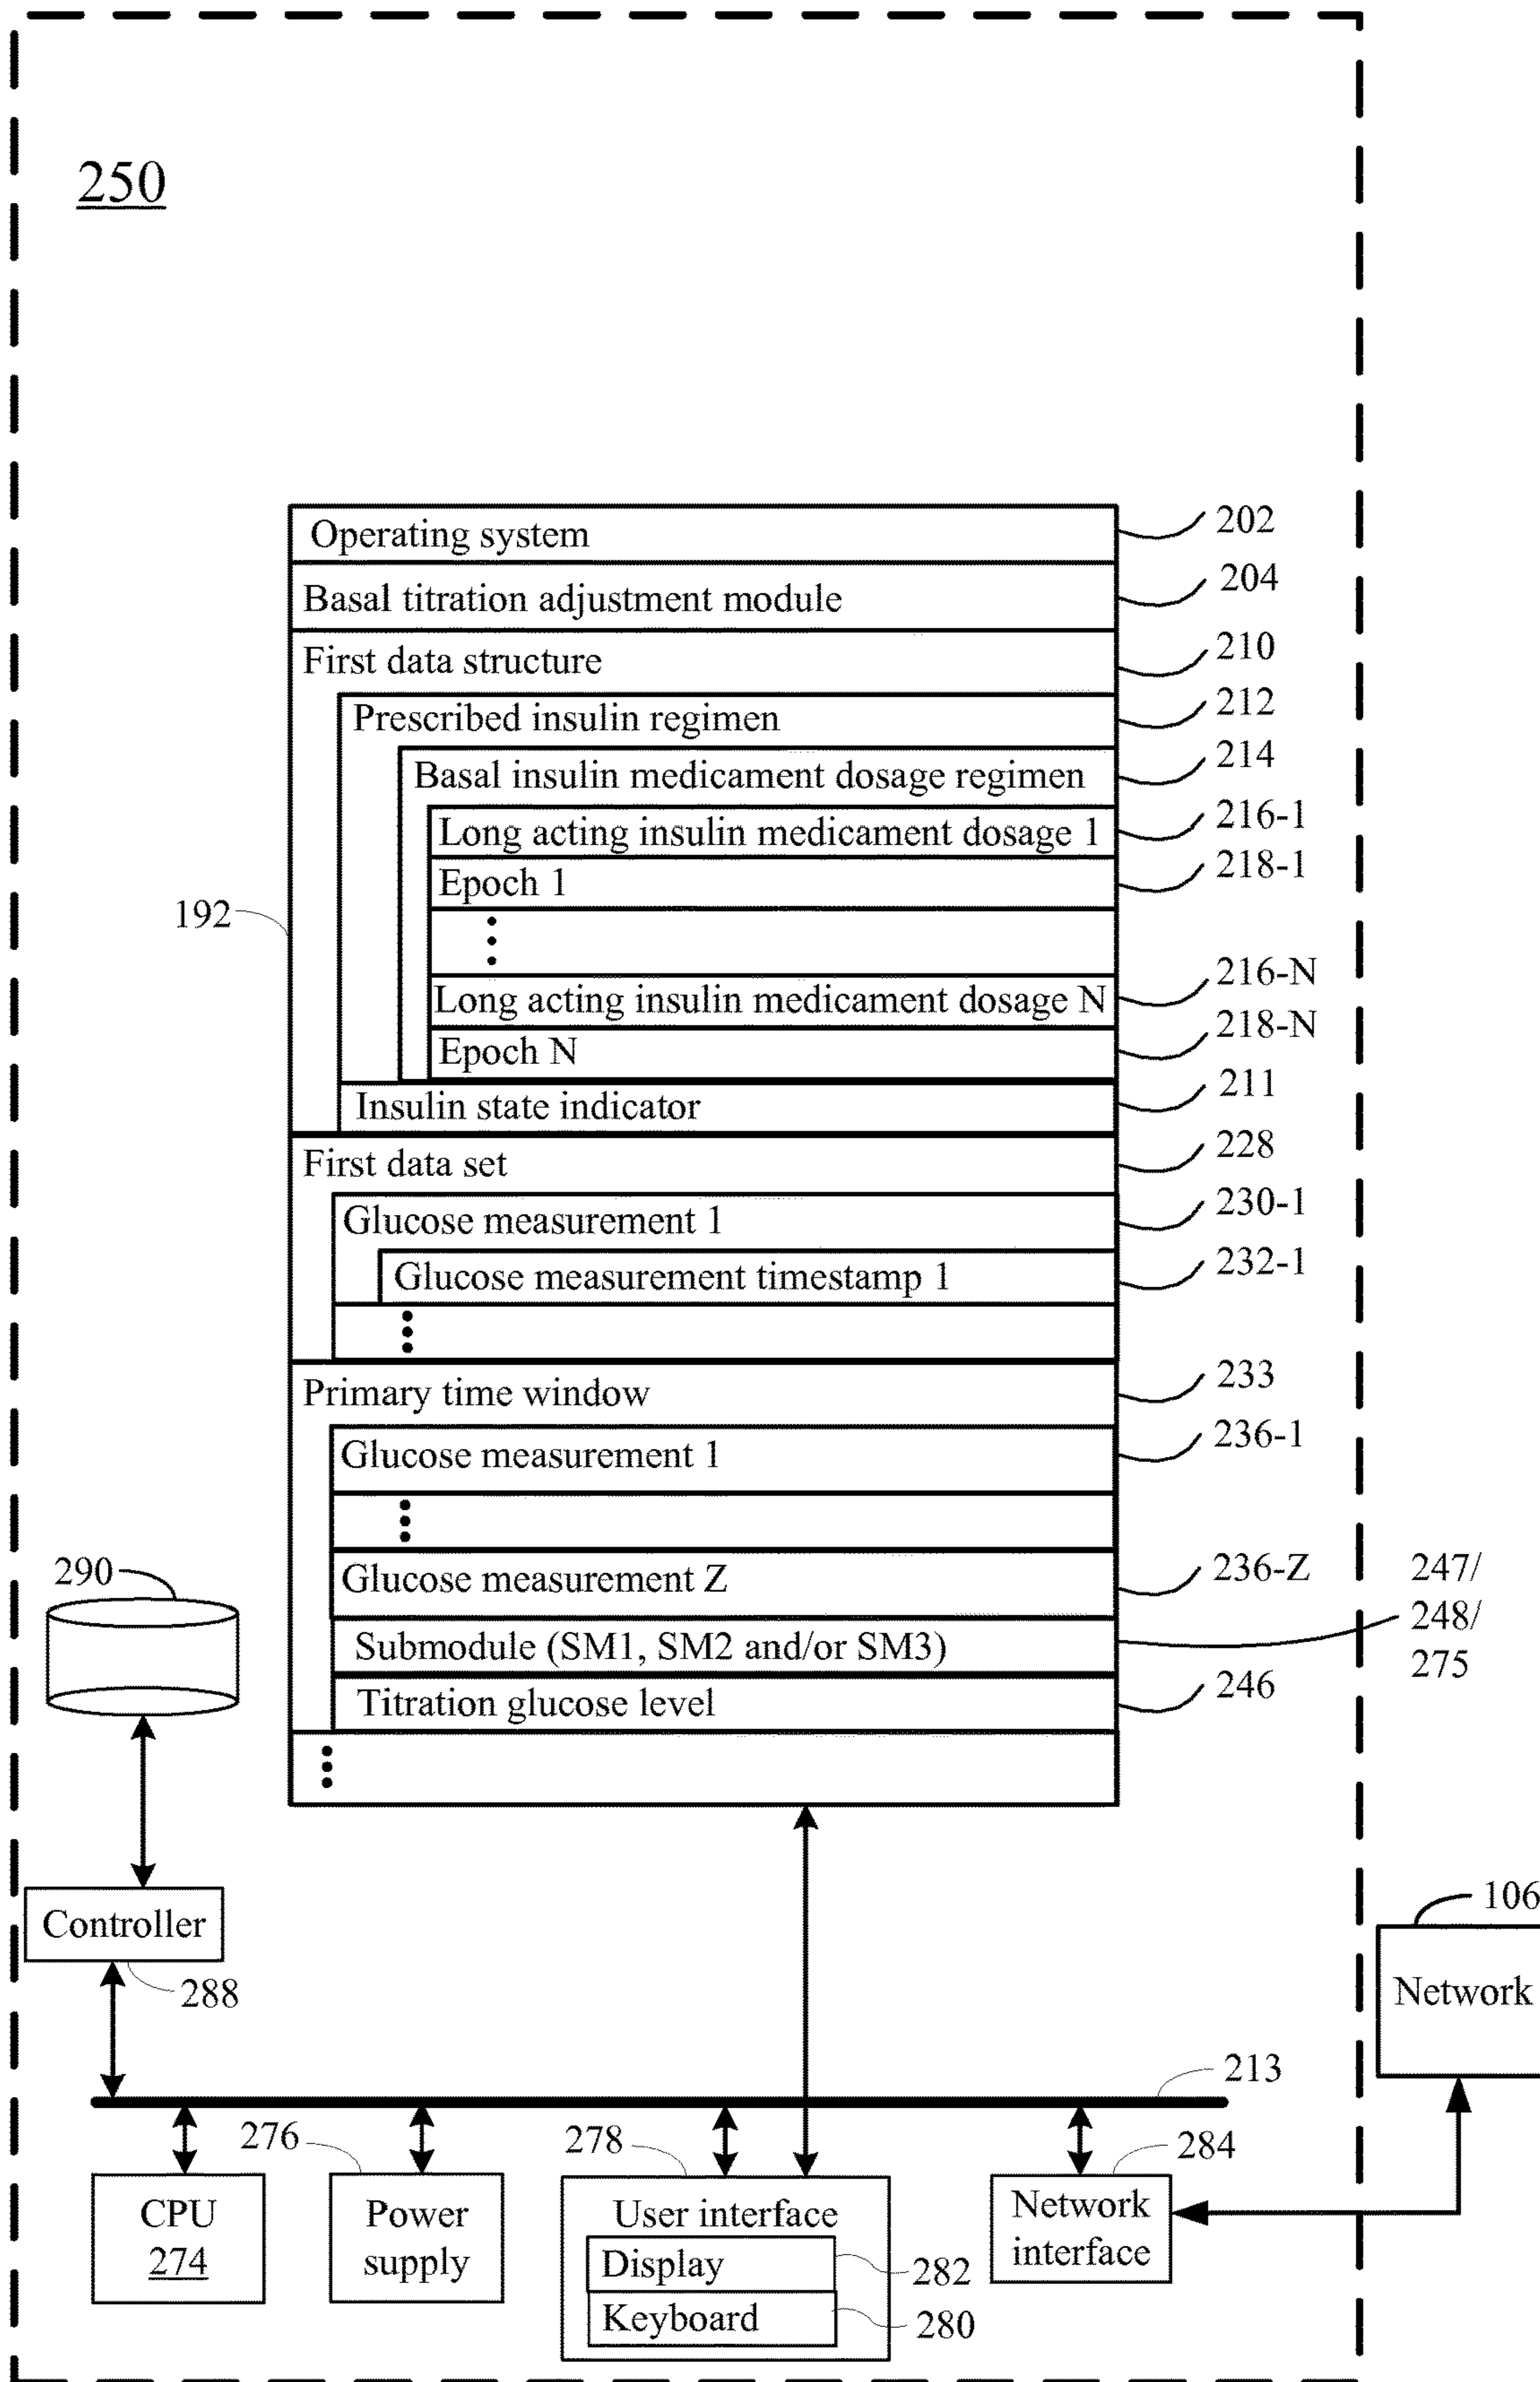 250
Operating system
202
Basal titration adjustment module
204
First data structure
210
Prescribed insulin regimen
212
Basal insulin medicament dosage regimen
214
Long acting insulin medicament dosage 1
216-1
Epoch 1
218-1
192
Long acting insulin medicament dosage N
216-N
Epoch N
218-N
Insulin state indicator
211
First data set
228
Glucose measurement 1
230-1
Glucose measurement timestamp 1
232-1
Primary time window
233
Glucose measurement 1
236-1
Glucose measurement Z
236-Z
Submodule (SM1, SM2 and/or SM3)
247/
248/
275
Titration glucose level
246
290
Controller
288
106
Network
213
276
278
284
CPU
274
Power
supply
User interface
Display
282
Keyboard
280
Network
interface